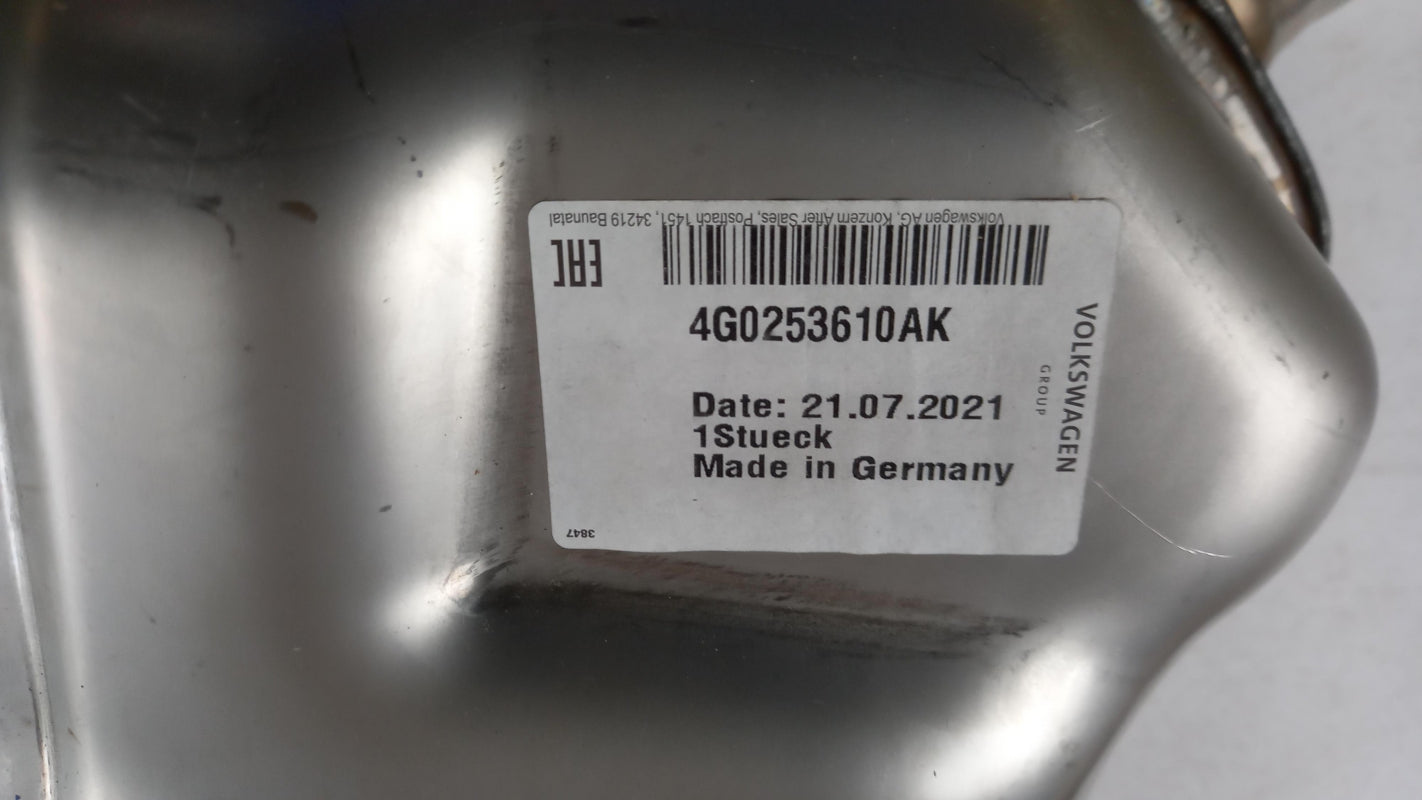 Volkswagen AG, Konzern After Sales, Postfach 1451, 34219 Baunatal
EAC
4G0253610AK
Date: 21.07.2021
1Stueck
Made in Germany
VOLKSWAGEN
GROUP
3847